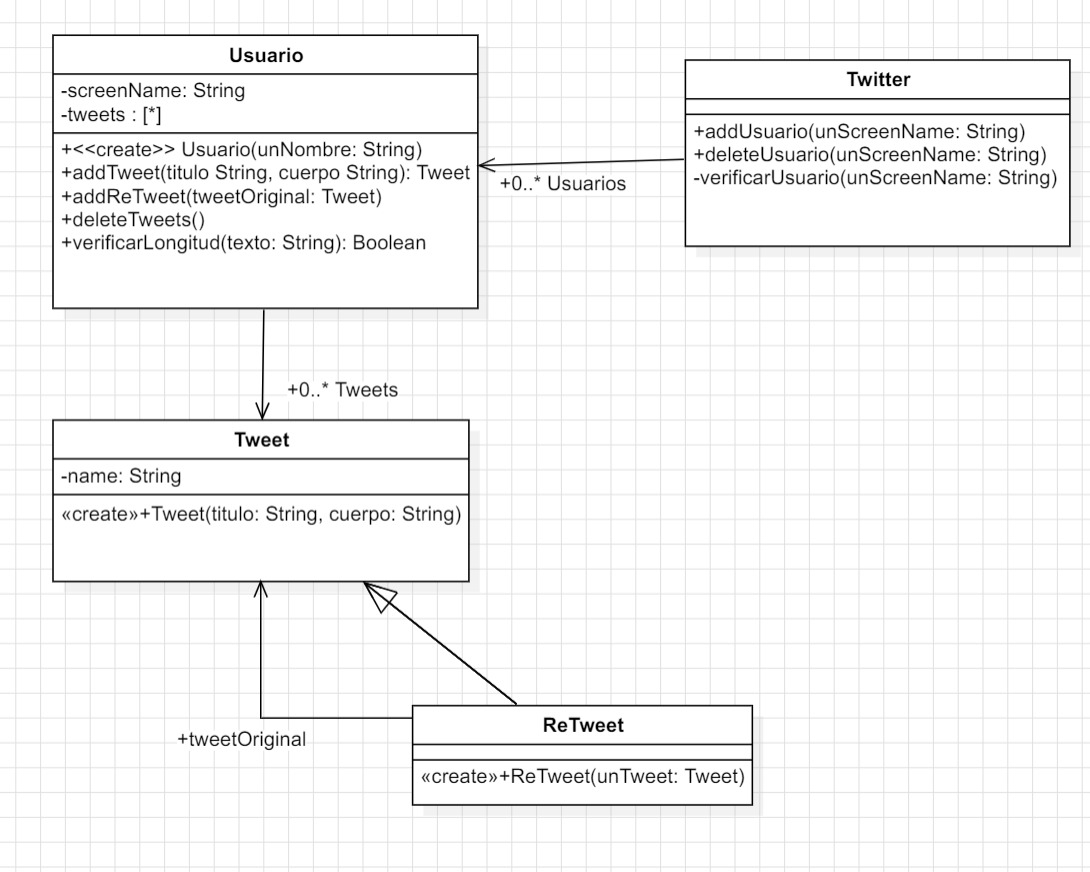 Usuario
-screenName: String
-tweets : [*]
+<<create>> Usuario(unNombre: String)
+addTweet(titulo String, cuerpo String): Tweet
+addReTweet(tweetOriginal: Tweet)
+deleteTweets()
+verificarLongitud(texto: String): Boolean
Twitter
+addUsuario(unScreenName: String)
+deleteUsuario(unScreenName: String)
-verificarUsuario(unScreenName: String)
+0..* Usuarios
+0..* Tweets
Tweet
-name: String
«create»+Tweet(titulo: String, cuerpo: String)
+tweetOriginal
ReTweet
«create»+ReTweet(unTweet: Tweet)